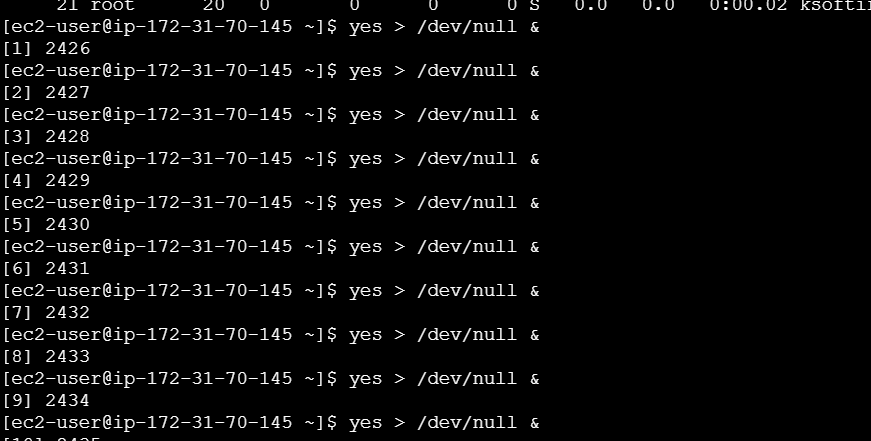 21 root 20 0 0 0 0 S 0.0 0.0 0:00.02
[ec2-user@ip-172-31-70-145 ~]$ yes > /dev/null &
[1] 2426
[ec2-user@ip-172-31-70-145 ~]$ yes > /dev/null &
[2] 2427
[ec2-user@ip-172-31-70-145 ~]$ yes > /dev/null &
[3] 2428
[ec2-user@ip-172-31-70-145 ~]$ yes > /dev/null &
[4] 2429
[ec2-user@ip-172-31-70-145 ~]$ yes > /dev/null &
[5] 2430
[ec2-user@ip-172-31-70-145 ~]$ yes > /dev/null &
[6] 2431
[ec2-user@ip-172-31-70-145 ~]$ yes > /dev/null &
[7] 2432
[ec2-user@ip-172-31-70-145 ~]$ yes > /dev/null &
[8] 2433
[ec2-user@ip-172-31-70-145 ~]$ yes > /dev/null &
[9] 2434
[ec2-user@ip-172-31-70-145 ~]$ yes > /dev/null &
[10] 2435